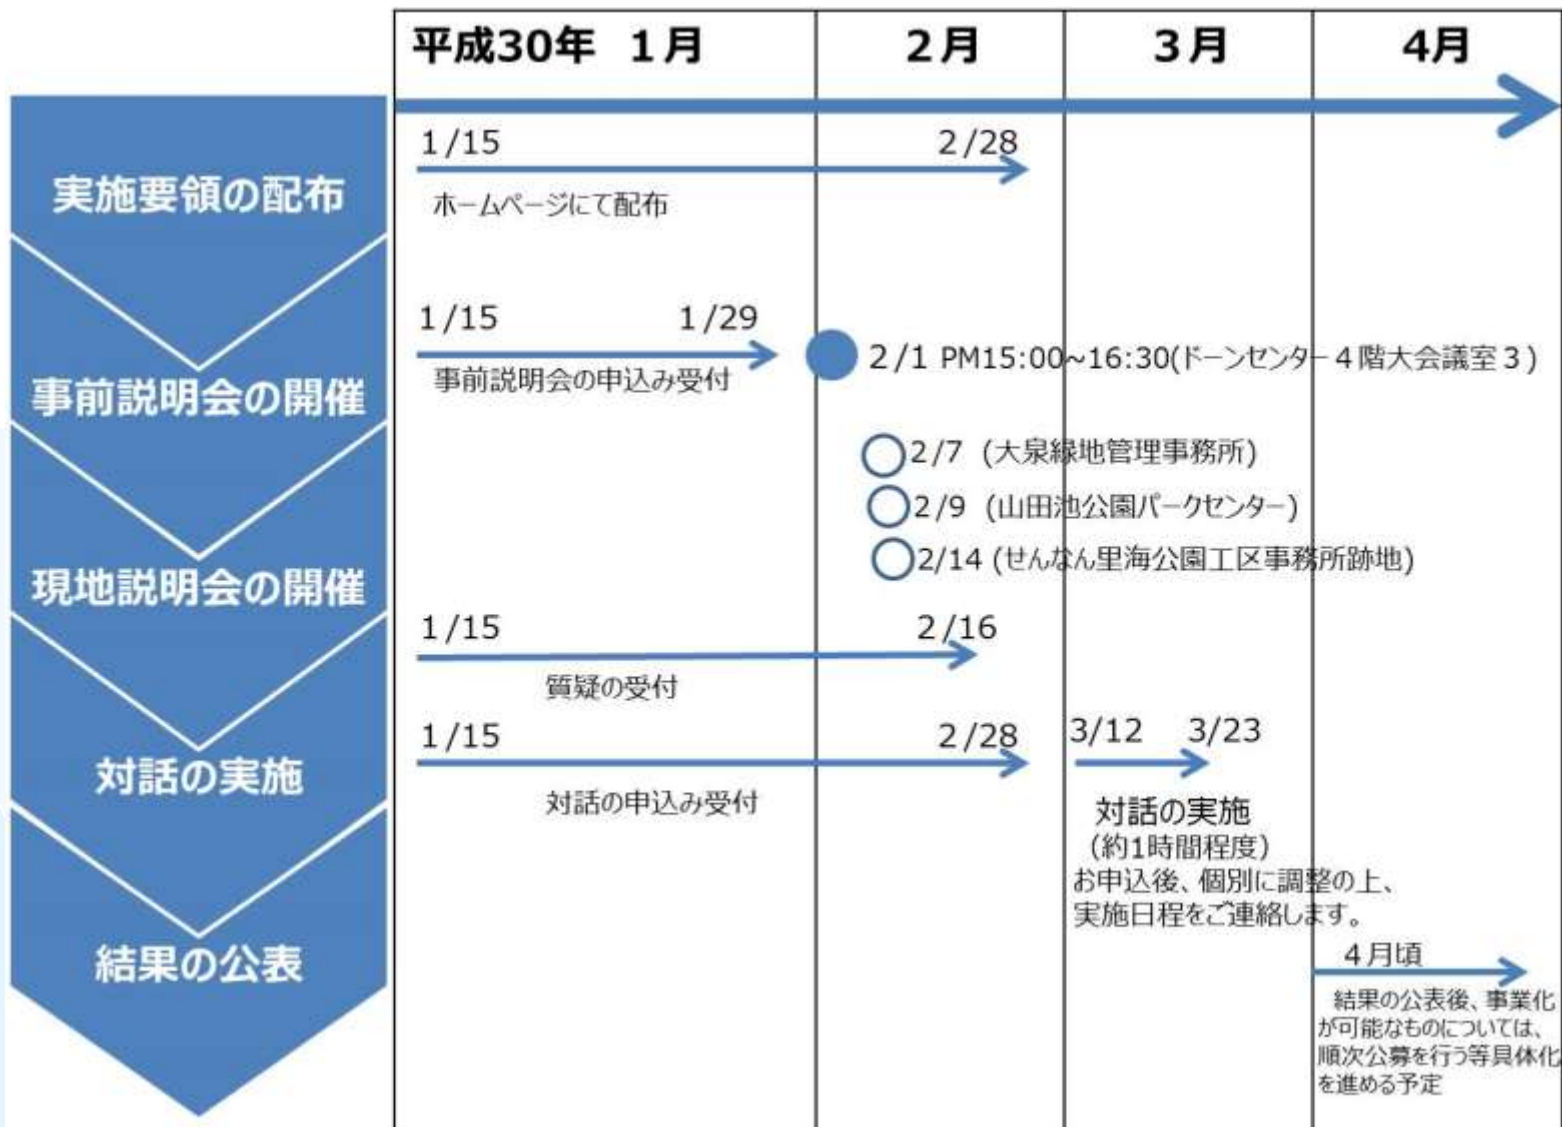 平成30年 1月 2月 3月 4月
実施要領の配布
1/15 2/28
ホームページにて配布
事前説明会の開催
1/15 1/29
事前説明会の申込み受付
2/1 PM15:00~16:30(ドーンセンター4階大会議室3)
現地説明会の開催
2/7 (大泉緑地管理事務所)
2/9 (山田池公園パークセンター)
2/14 (せんなん里海公園工区事務所跡地)
1/15 2/16
質疑の受付
対話の実施
1/15 2/28
対話の申込み受付
3/12 3/23
対話の実施
(約1時間程度)
お申込後、個別に調整の上、
実施日程をご連絡します。
結果の公表
4月頃
結果の公表後、事業化
が可能なものについては、
順次公募を行う等具体化
を進める予定